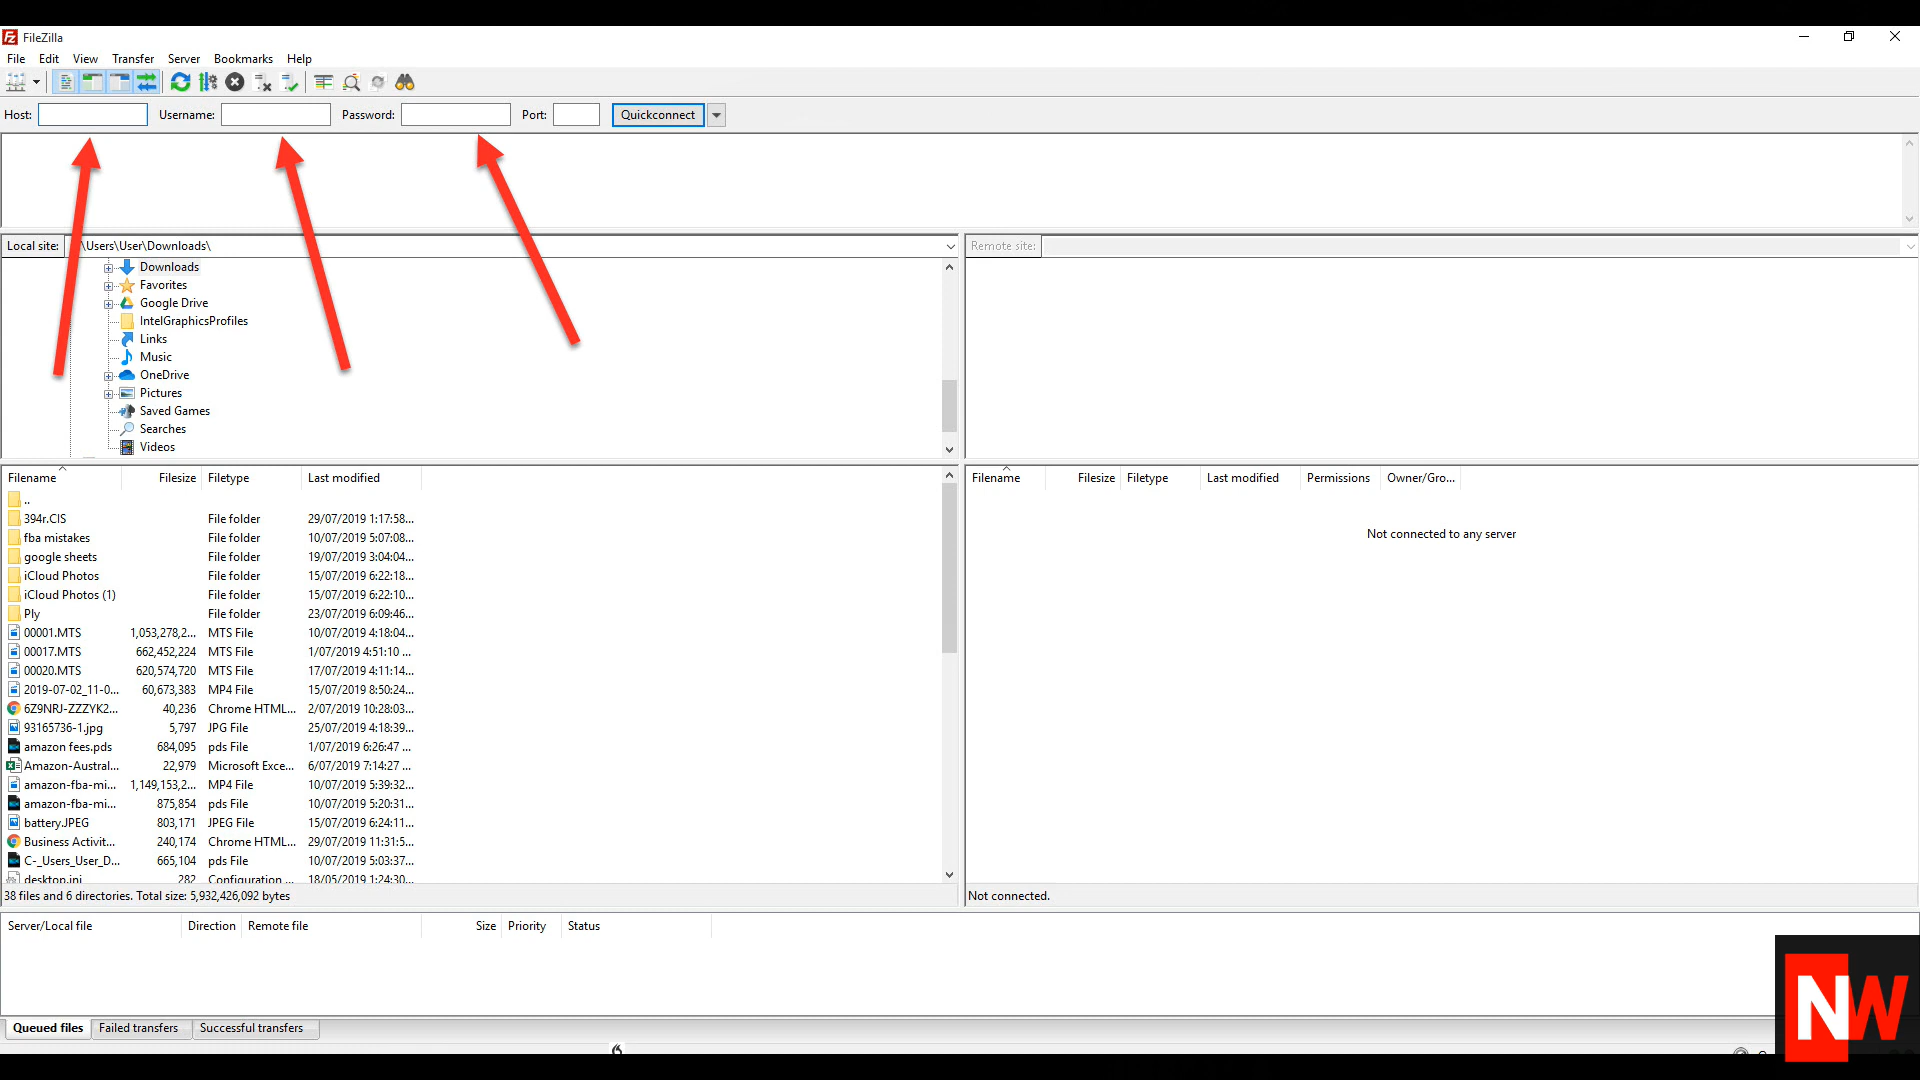 FileZilla
File Edit View Transfer Server Bookmarks Help
Host: Username: Password: Port: Quickconnect
Local site: \Users\User\Downloads\
Remote site:
Downloads
Favorites
Google Drive
IntelGraphicsProfiles
Links
Music
OneDrive
Pictures
Saved Games
Searches
Videos
Filename Filesize Filetype Last modified
..
394r.CIS File folder 29/07/2019 1:17:58...
fba mistakes File folder 10/07/2019 5:07:08...
google sheets File folder 19/07/2019 3:04:04...
iCloud Photos File folder 15/07/2019 6:22:18...
iCloud Photos (1) File folder 15/07/2019 6:22:10...
Ply File folder 23/07/2019 6:09:46...
00001.MTS 1,053,278,2... MTS File 10/07/2019 4:18:04...
00017.MTS 662,452,224 MTS File 1/07/2019 4:51:10 ...
00020.MTS 620,574,720 MTS File 17/07/2019 4:11:14...
2019-07-02_11-0... 60,673,383 MP4 File 15/07/2019 8:50:24...
6Z9NRJ-ZZZYK2... 40,236 Chrome HTML... 2/07/2019 10:28:03...
93165736-1.jpg 5,797 JPG File 25/07/2019 4:18:39...
amazon fees.pds 684,095 pds File 1/07/2019 6:26:47 ...
Amazon-Austral... 22,979 Microsoft Exce... 6/07/2019 7:14:27 ...
amazon-fba-mi... 1,149,153,2... MP4 File 10/07/2019 5:39:32...
amazon-fba-mi... 875,854 pds File 10/07/2019 5:20:31...
battery.JPEG 803,171 JPEG File 15/07/2019 6:24:11...
Business Activit... 240,174 Chrome HTML... 29/07/2019 11:31:5...
C-_Users_User_D... 665,104 pds File 10/07/2019 5:03:37...
desktop.ini 282 Configuration ... 18/05/2019 1:24:30...
38 files and 6 directories. Total size: 5,932,426,092 bytes
Filename Filesize Filetype Last modified Permissions Owner/Gro...
Not connected to any server
Not connected.
Server/Local file Direction Remote file Size Priority Status
Queued files Failed transfers Successful transfers
NW